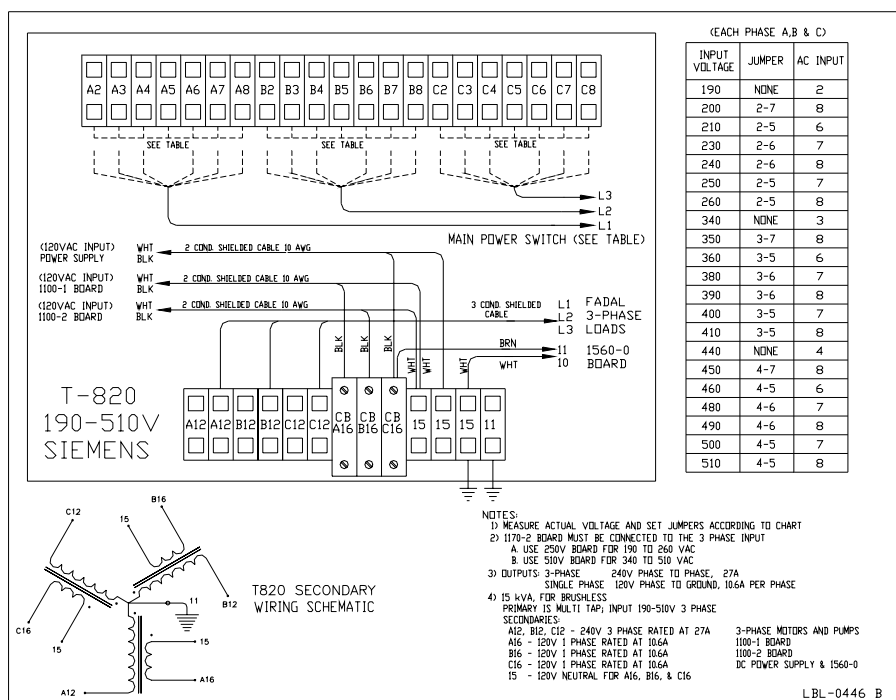 (EACH PHASE A,B & C)
INPUT VOLTAGE JUMPER AC INPUT
190 NONE 2
200 2-7 8
210 2-5 6
230 2-6 7
240 2-6 8
250 2-5 7
260 2-5 8
340 NONE 3
350 3-7 8
360 3-5 6
380 3-6 7
390 3-6 8
400 3-5 7
410 3-5 8
440 NONE 4
450 4-7 8
460 4-5 6
480 4-6 7
490 4-6 8
500 4-5 7
510 4-5 8
A2 A3 A4 A5 A6 A7 A8 B2 B3 B4 B5 B6 B7 B8 C2 C3 C4 C5 C6 C7 C8
SEE TABLE SEE TABLE SEE TABLE
L3
L2
L1
MAIN POWER SWITCH (SEE TABLE)
(120VAC INPUT) WHT 2 COND. SHIELDED CABLE 10 AWG
POWER SUPPLY BLK
(120VAC INPUT) WHT 2 COND. SHIELDED CABLE 10 AWG
1100-1 BOARD BLK
(120VAC INPUT) WHT 2 COND. SHIELDED CABLE 10 AWG
1100-2 BOARD BLK
3 COND. SHIELDED CABLE
L1 FADAL
L2 3-PHASE
L3 LOADS
BLK BLK BLK WHT WHT WHT
BRN 11 1560-0
WHT 10 BOARD
T-820
190-510V
SIEMENS
A12 A12 B12 B12 C12 C12 CB A16 CB B16 CB C16 15 15 15 11
C12
15
B16
C16
15
11
B12
15
A12
A16
T820 SECONDARY
WIRING SCHEMATIC
NOTES:
1) MEASURE ACTUAL VOLTAGE AND SET JUMPERS ACCORDING TO CHART
2) 1170-2 BOARD MUST BE CONNECTED TO THE 3 PHASE INPUT
A. USE 250V BOARD FOR 190 TO 260 VAC
B. USE 510V BOARD FOR 340 TO 510 VAC
3) OUTPUTS: 3-PHASE 240V PHASE TO PHASE, 27A
SINGLE PHASE 120V PHASE TO GROUND, 10.6A PER PHASE
4) 15 kVA, FOR BRUSHLESS
PRIMARY IS MULTI TAP; INPUT 190-510V 3 PHASE
SECONDARIES:
A12, B12, C12 - 240V 3 PHASE RATED AT 27A 3-PHASE MOTORS AND PUMPS
A16 - 120V 1 PHASE RATED AT 10.6A 1100-1 BOARD
B16 - 120V 1 PHASE RATED AT 10.6A 1100-2 BOARD
C16 - 120V 1 PHASE RATED AT 10.6A DC POWER SUPPLY & 1560-0
15 - 120V NEUTRAL FOR A16, B16, & C16
LBL-0446 B